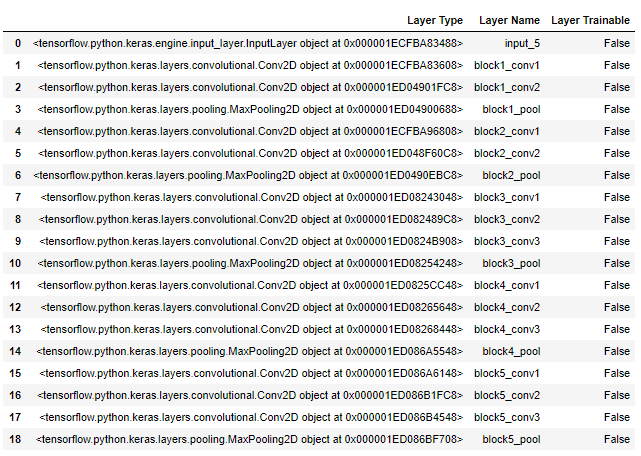 Layer Type Layer Name Layer Trainable
0 <tensorflow.python.keras.engine.input_layer.InputLayer object at 0x000001ECFBA83488> input_5 False
1 <tensorflow.python.keras.layers.convolutional.Conv2D object at 0x000001ECFBA83608> block1_conv1 False
2 <tensorflow.python.keras.layers.convolutional.Conv2D object at 0x000001ED04901FC8> block1_conv2 False
3 <tensorflow.python.keras.layers.pooling.MaxPooling2D object at 0x000001ED04900688> block1_pool False
4 <tensorflow.python.keras.layers.convolutional.Conv2D object at 0x000001ECFBA96808> block2_conv1 False
5 <tensorflow.python.keras.layers.convolutional.Conv2D object at 0x000001ED048F60C8> block2_conv2 False
6 <tensorflow.python.keras.layers.pooling.MaxPooling2D object at 0x000001ED0490EBC8> block2_pool False
7 <tensorflow.python.keras.layers.convolutional.Conv2D object at 0x000001ED08243048> block3_conv1 False
8 <tensorflow.python.keras.layers.convolutional.Conv2D object at 0x000001ED082489C8> block3_conv2 False
9 <tensorflow.python.keras.layers.convolutional.Conv2D object at 0x000001ED0824B908> block3_conv3 False
10 <tensorflow.python.keras.layers.pooling.MaxPooling2D object at 0x000001ED08254248> block3_pool False
11 <tensorflow.python.keras.layers.convolutional.Conv2D object at 0x000001ED0825CC48> block4_conv1 False
12 <tensorflow.python.keras.layers.convolutional.Conv2D object at 0x000001ED08265648> block4_conv2 False
13 <tensorflow.python.keras.layers.convolutional.Conv2D object at 0x000001ED08268448> block4_conv3 False
14 <tensorflow.python.keras.layers.pooling.MaxPooling2D object at 0x000001ED086A5548> block4_pool False
15 <tensorflow.python.keras.layers.convolutional.Conv2D object at 0x000001ED086A6148> block5_conv1 False
16 <tensorflow.python.keras.layers.convolutional.Conv2D object at 0x000001ED086B1FC8> block5_conv2 False
17 <tensorflow.python.keras.layers.convolutional.Conv2D object at 0x000001ED086B4548> block5_conv3 False
18 <tensorflow.python.keras.layers.pooling.MaxPooling2D object at 0x000001ED086BF708> block5_pool False